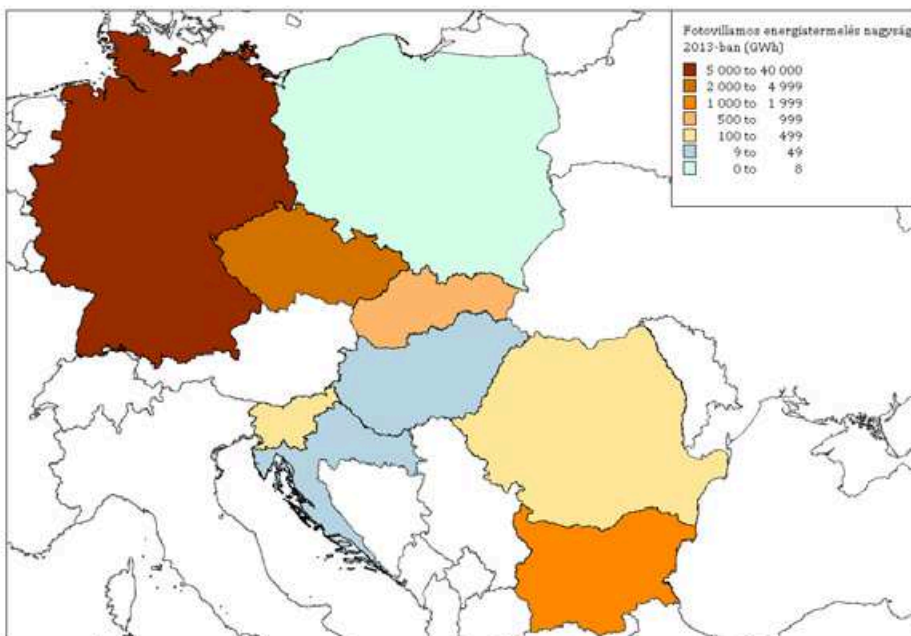 Fotovillamos energiatermelés nagyság
2013-ban (GWh)
5 000 to 40 000
2 000 to 4 999
1 000 to 1 999
500 to 999
100 to 499
9 to 49
0 to 8